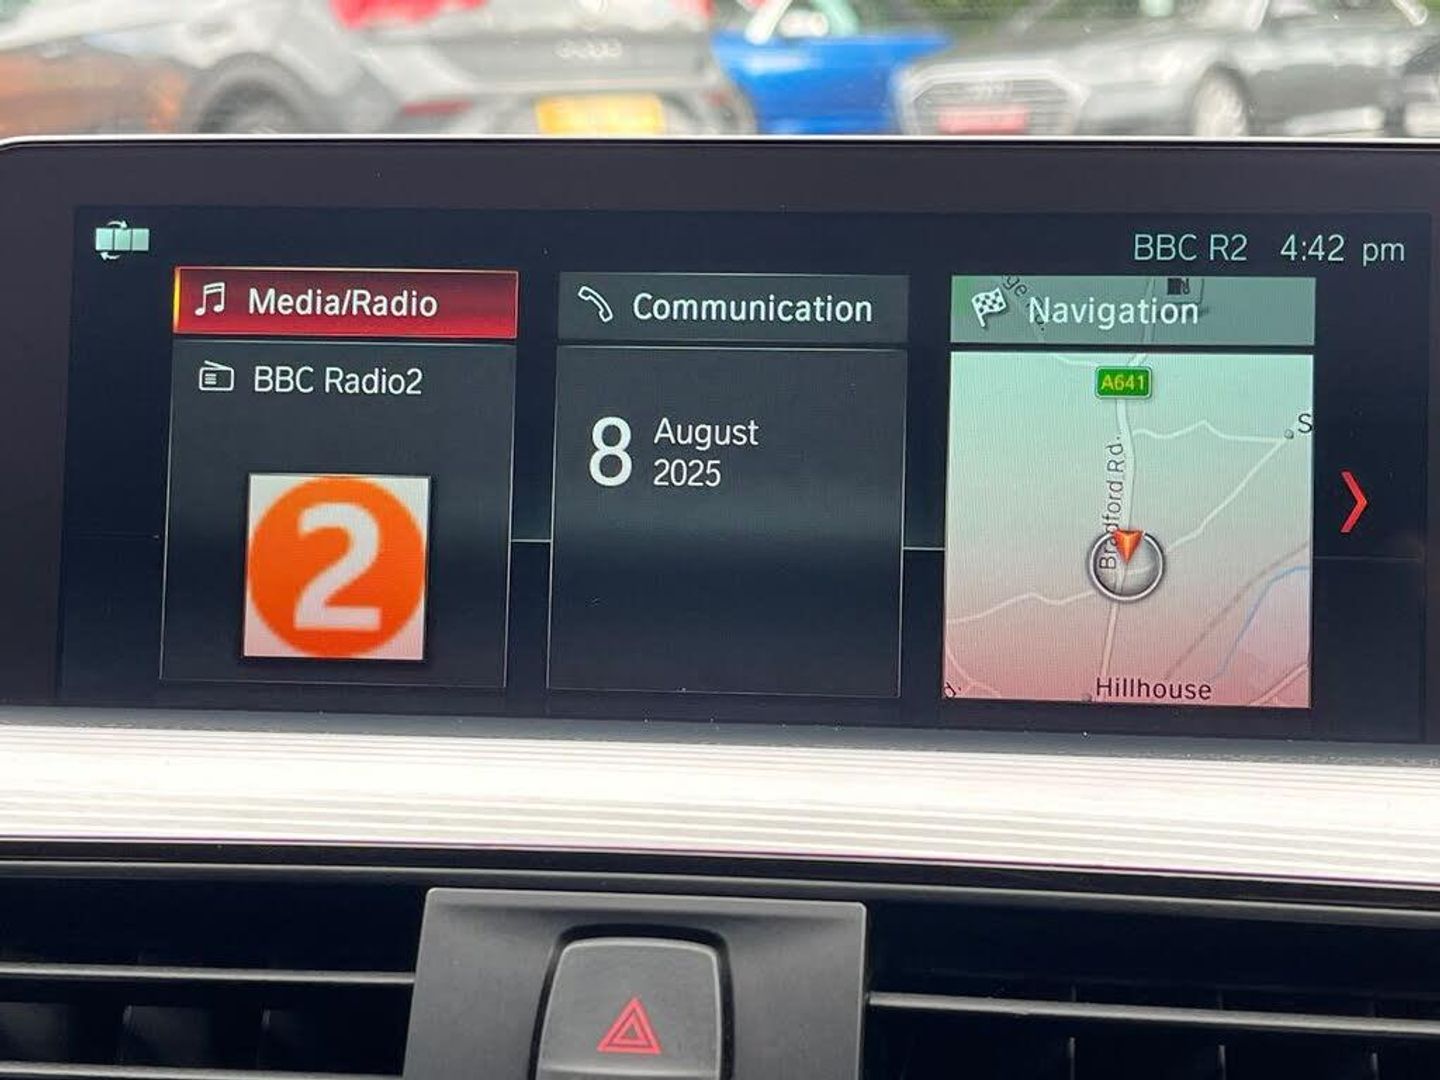 BBC R2 4:42 pm
Media/Radio
Communication
Navigation
BBC Radio2
8 August
2025
2
A641
Bradford Rd.
S
Hillhouse